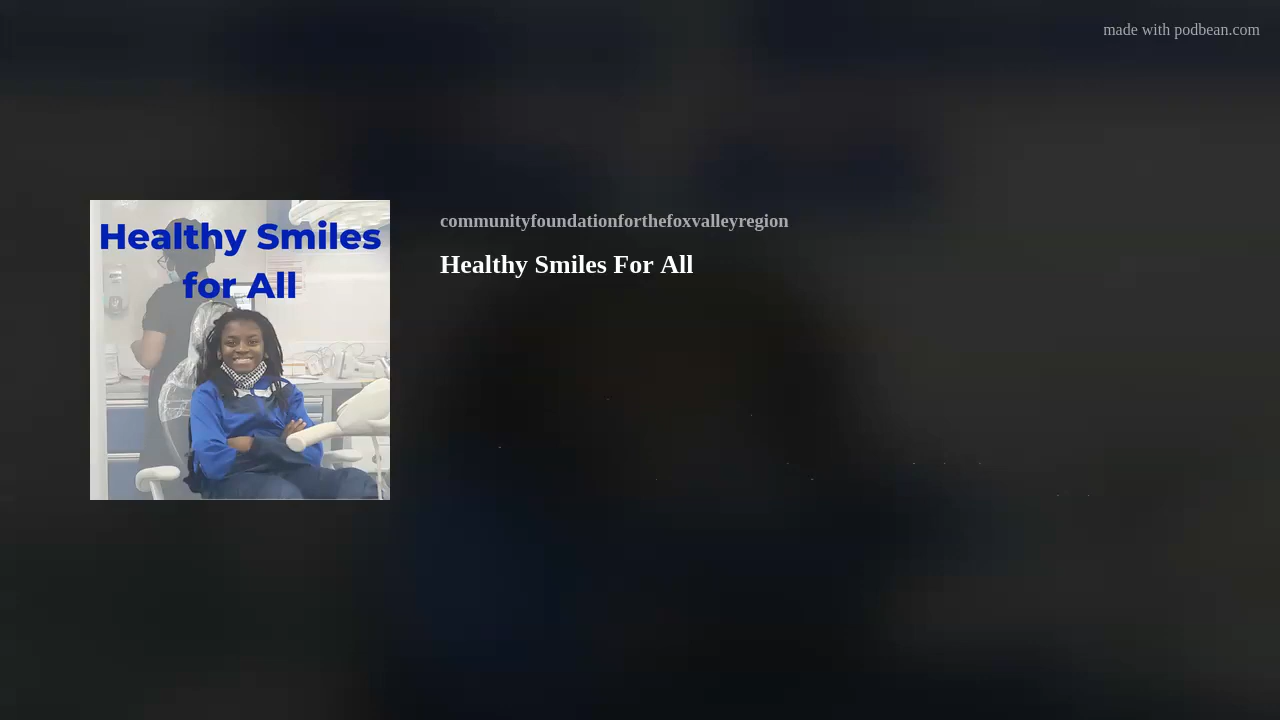 made with podbean.com
Healthy Smiles
for All
communityfoundationforthefoxvalleyregion
Healthy Smiles For All